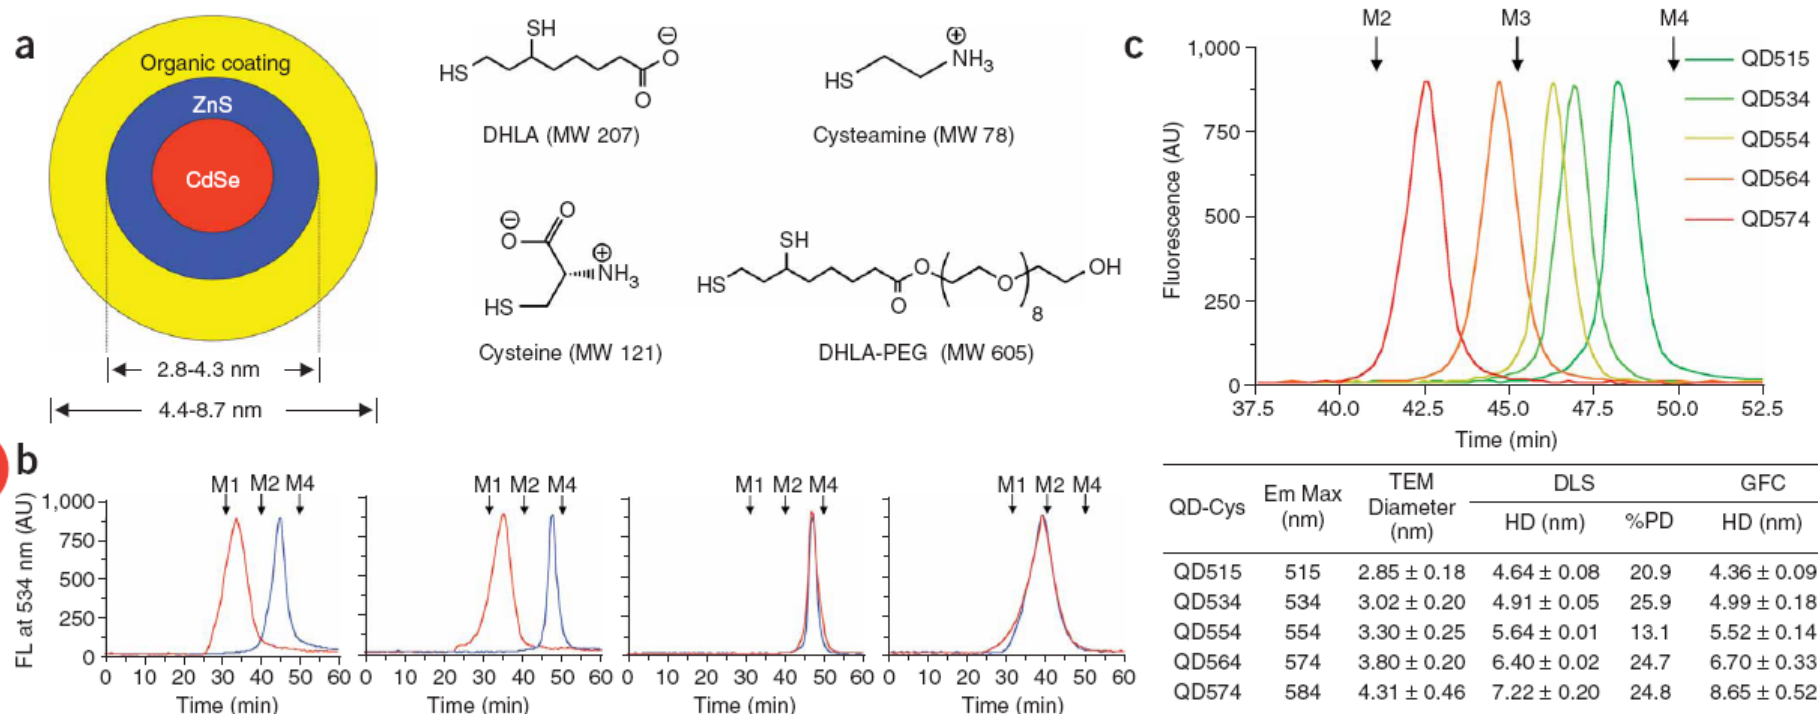 a
Organic coating
ZnS
CdSe
2.8-4.3 nm
4.4-8.7 nm
SH
HS
O
⊖
O
DHLA (MW 207)
HS
⊕
NH3
Cysteamine (MW 78)
⊖
O
O
⊕
NH3
HS
Cysteine (MW 121)
SH
HS
O
O
O
8
OH
DHLA-PEG (MW 605)
b
FL at 534 nm (AU)
1,000
750
500
250
0
M1 M2 M4
0 10 20 30 40 50 60
Time (min)
M1 M2 M4
0 10 20 30 40 50 60
Time (min)
M1 M2 M4
0 10 20 30 40 50 60
Time (min)
M1 M2 M4
0 10 20 30 40 50 60
Time (min)
c
M2 M3 M4
Fluorescence (AU)
1,000
750
500
250
0
37.5 40.0 42.5 45.0 47.5 50.0 52.5
Time (min)
QD515
QD534
QD554
QD564
QD574
QD-Cys Em Max (nm) TEM Diameter (nm) DLS GFC
HD (nm) %PD HD (nm)
QD515 515 2.85 ± 0.18 4.64 ± 0.08 20.9 4.36 ± 0.09
QD534 534 3.02 ± 0.20 4.91 ± 0.05 25.9 4.99 ± 0.18
QD554 554 3.30 ± 0.25 5.64 ± 0.01 13.1 5.52 ± 0.14
QD564 574 3.80 ± 0.20 6.40 ± 0.02 24.7 6.70 ± 0.33
QD574 584 4.31 ± 0.46 7.22 ± 0.20 24.8 8.65 ± 0.52